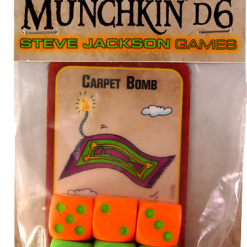 MUNCHKIN D6
STEVE JACKSON GAMES
CARPET BOMB